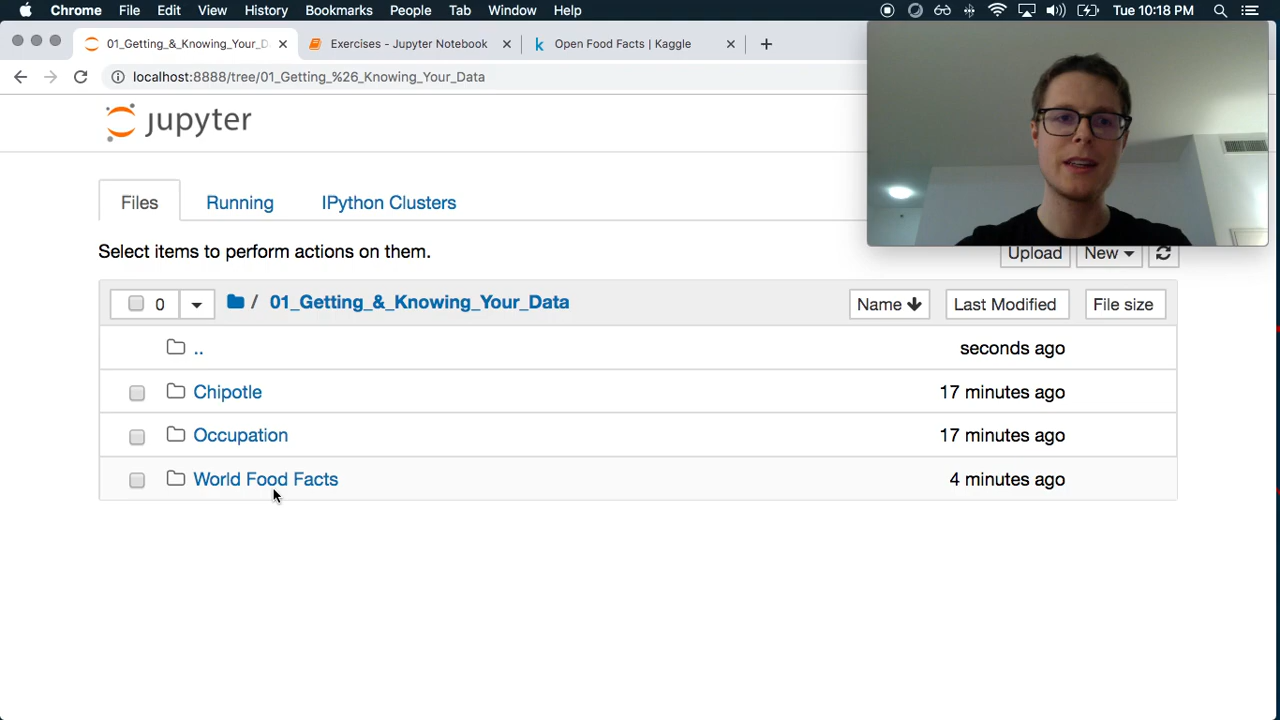 Chrome File Edit View History Bookmarks People Tab Window Help Tue 10:18 PM
01_Getting_&_Knowing_Your_D Exercises - Jupyter Notebook Open Food Facts | Kaggle
localhost:8888/tree/01_Getting_%26_Knowing_Your_Data
jupyter
Files Running IPython Clusters
Select items to perform actions on them.
Upload New
0 / 01_Getting_&_Knowing_Your_Data Name Last Modified File size
.. seconds ago
Chipotle 17 minutes ago
Occupation 17 minutes ago
World Food Facts 4 minutes ago